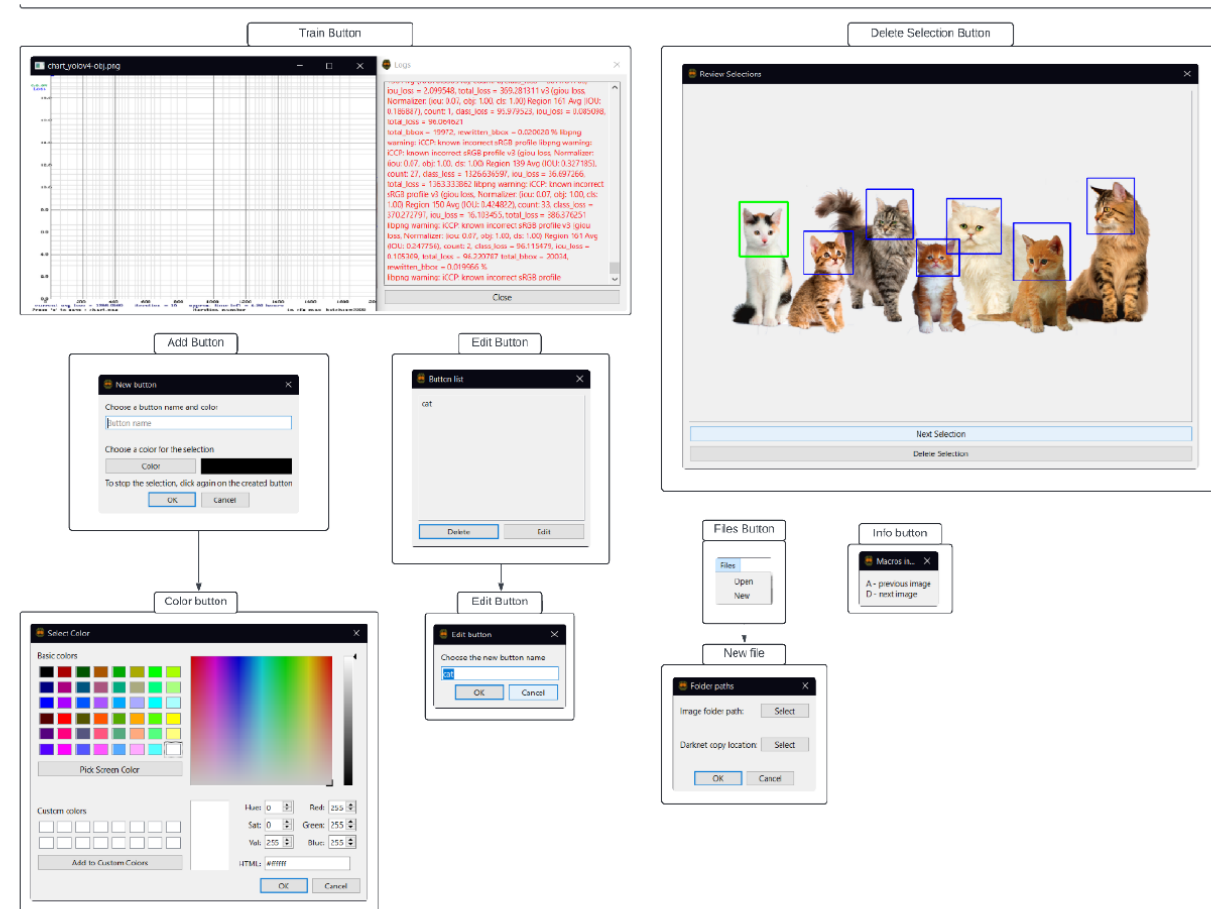 Train Button
chart_yolov4-obj.png
Logs
iou_loss = 2.099548, total_loss = 369.281311 v3 (giou loss,
Normalizer: (iou: 0.07, obj: 1.00, cls: 1.00) Region 161 Avg (IOU:
count: 1, class_loss = 95.979523, iou_loss = 0.085098,
total_loss = 96.064621
total_bbox = 19972, rewritten_bbox = 0.020028 % libpng
warning: iCCP: known incorrect sRGB profile libpng warning:
iCCP: known incorrect sRGB profile v3 (giou loss, Normalizer:
(iou: 0.07, obj: 1.00, cls: 1.00) Region 139 Avg (IOU: 0.327185),
count: 27, class_loss = 1326.636597, iou_loss = 36.697266,
total_loss = 1363.333862 libpng warning: iCCP: known incorrect
sRGB profile v3 (giou loss, Normalizer: (iou: 0.07, obj: 1.00, cls:
1.00) Region 150 Avg (IOU: 0.424822), count: 33, class_loss =
370.272797, iou_loss = 16.103455, total_loss = 386.376251
libpng warning: iCCP: known incorrect sRGB profile v3 (giou
loss, Normalizer: (iou: 0.07, obj: 1.00, cls: 1.00) Region 161 Avg
(IOU: 0.247756), count: 2, class_loss = 96.115479, iou_loss =
0.105309, total_loss = 96.220787 total_bbox = 20034,
rewritten_bbox = 0.019966 %
libpng warning: iCCP: known incorrect sRGB profile
Close
Delete Selection Button
Review Selections
Next Selection
Delete Selection
Add Button
New button
Choose a button name and color
Button name
Choose a color for the selection
Color
To stop the selection, click again on the created button
OK Cancel
Edit Button
Button list
cat
Delete Edit
Color button
Select Color
Basic colors
Pick Screen Color
Custom colors
Add to Custom Colors
Hue: 0 Red: 255
Sat: 0 Green: 255
Val: 255 Blue: 255
HTML: #ffffff
OK Cancel
Edit Button
Edit button
Choose the new button name
cat
OK Cancel
Files Button
Files
Open
New
Info button
Macros in...
A - previous image
D - next image
New file
Folder paths
Image folder path: Select
Darknet copy location: Select
OK Cancel